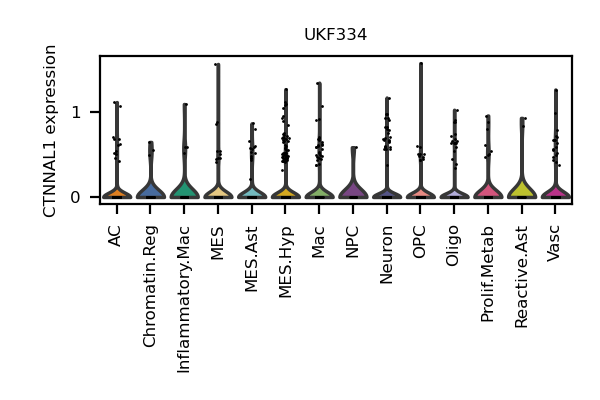 UKF334
CTNNAL1 expression
1
0
AC
Chromatin.Reg
Inflammatory.Mac
MES
MES.Ast
MES.Hyp
Mac
NPC
Neuron
OPC
Oligo
Prolif.Metab
Reactive.Ast
Vasc